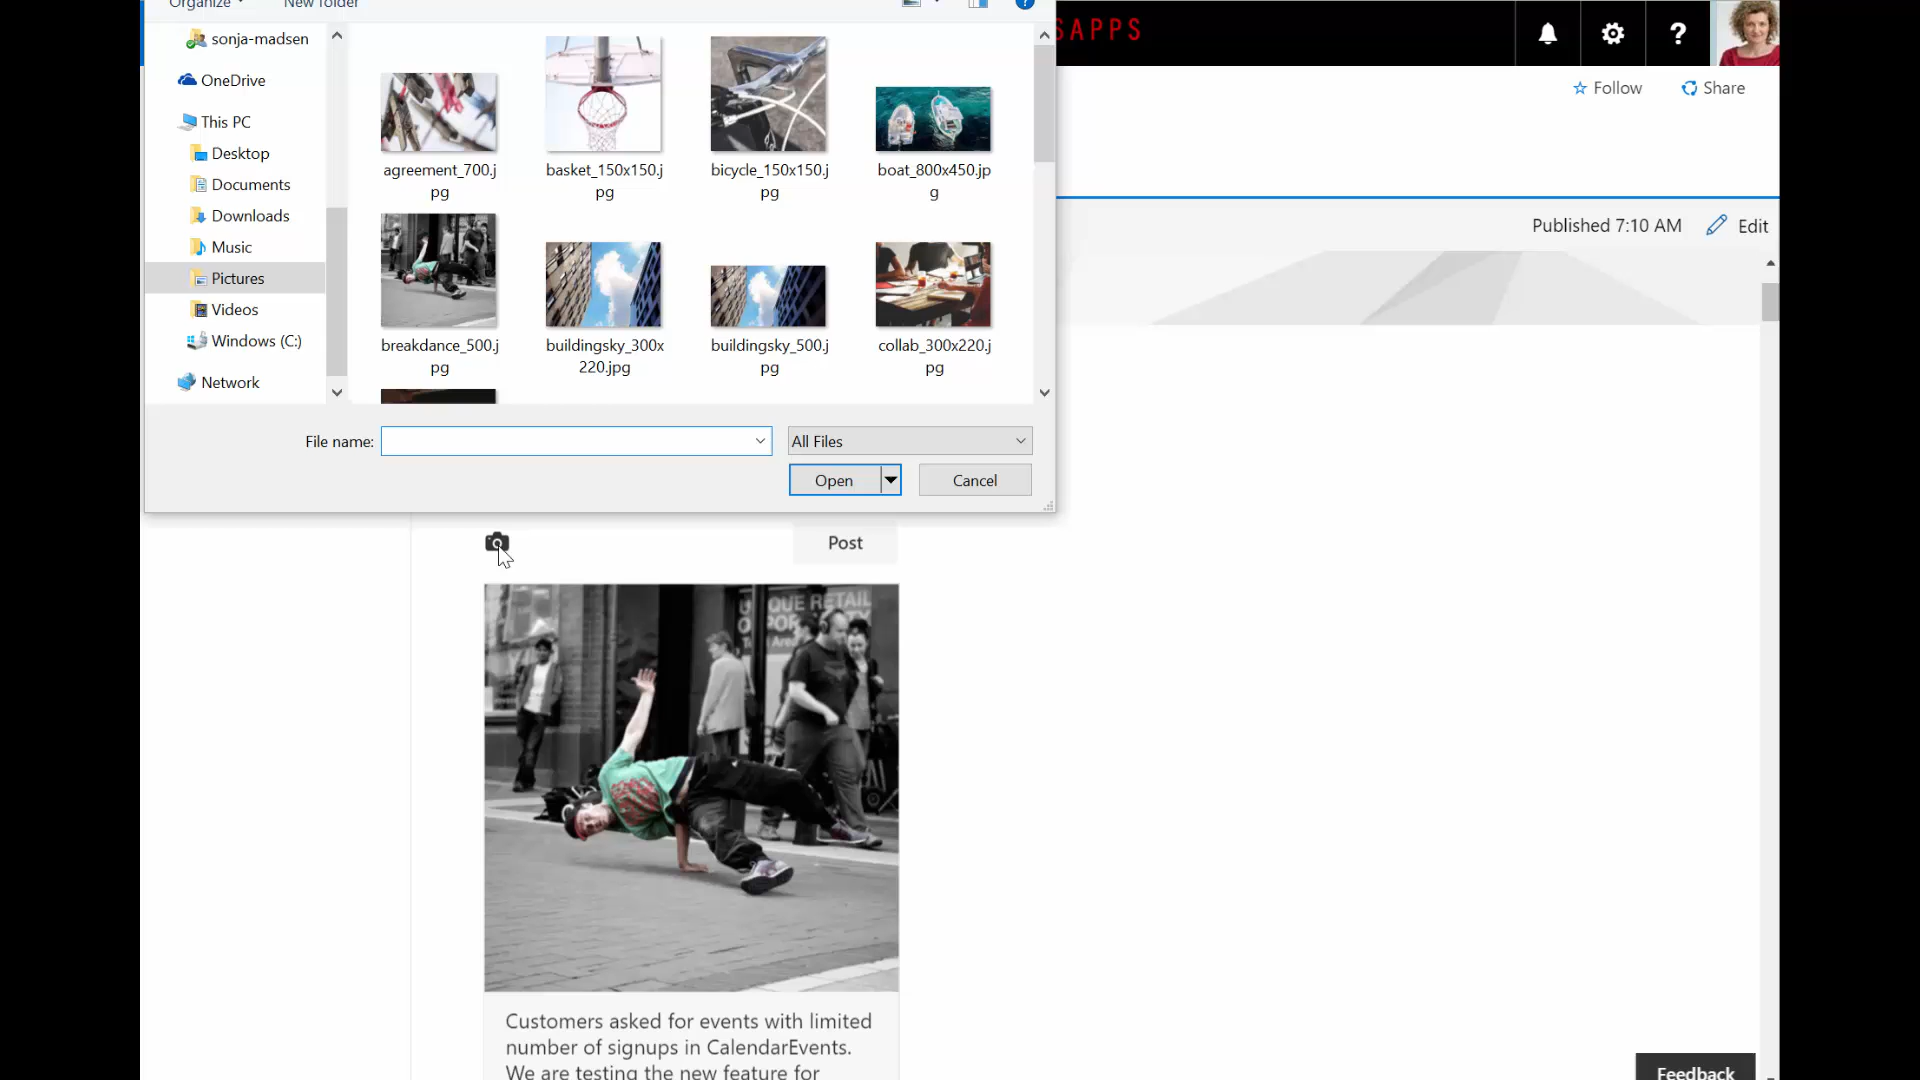 Organize
New folder
SAPPS
sonja-madsen
OneDrive
This PC
Desktop
Documents
Downloads
Music
Pictures
Videos
Windows (C:)
Network
agreement_700.j
pg
basket_150x150.j
pg
bicycle_150x150.j
pg
boat_800x450.jp
g
breakdance_500.j
pg
buildingsky_300x
220.jpg
buildingsky_500.j
pg
collab_300x220.j
pg
File name:
All Files
Open
Cancel
?
Follow
Share
Published 7:10 AM
Edit
Post
QUE RETAIL
Customers asked for events with limited
number of signups in CalendarEvents.
We are testing the new feature for
Feedback